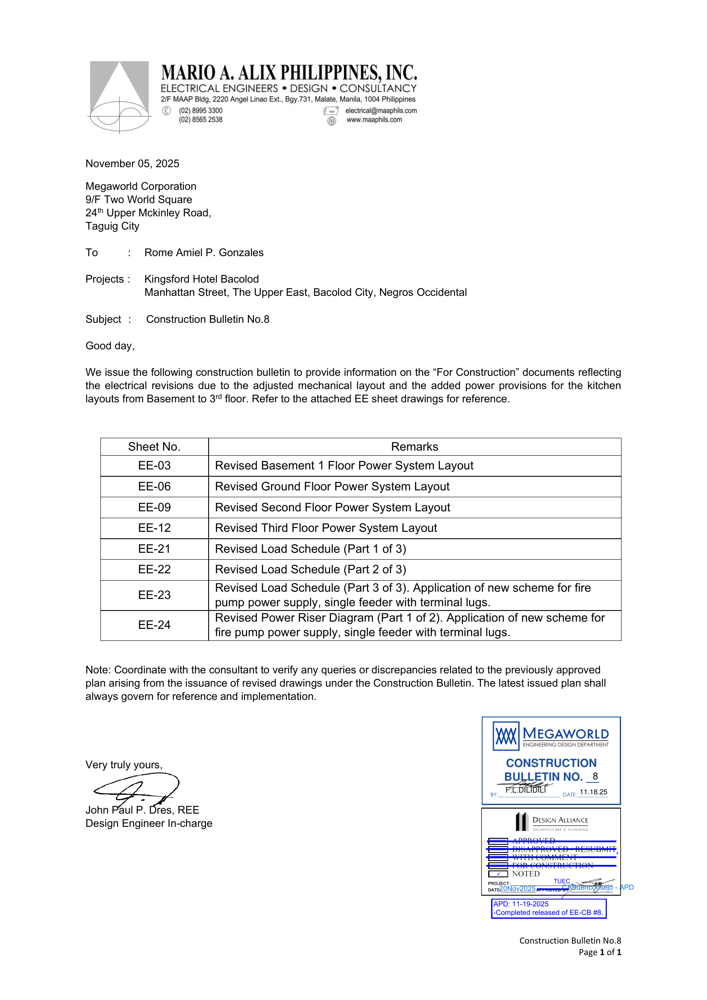 MARIO A. ALIX PHILIPPINES, INC.
ELECTRICAL ENGINEERS • DESIGN • CONSULTANCY
2/F MAAP Bldg, 2220 Angel Linao Ext., Bgy.731, Malate, Manila, 1004 Philippines
(02) 8995 3300 electrical@maaphils.com
(02) 8565 2538 www.maaphils.com
November 05, 2025
Megaworld Corporation
9/F Two World Square
24th Upper Mckinley Road,
Taguig City
To : Rome Amiel P. Gonzales
Projects : Kingsford Hotel Bacolod
Manhattan Street, The Upper East, Bacolod City, Negros Occidental
Subject : Construction Bulletin No.8
Good day,
We issue the following construction bulletin to provide information on the “For Construction” documents reflecting
the electrical revisions due to the adjusted mechanical layout and the added power provisions for the kitchen
layouts from Basement to 3rd floor. Refer to the attached EE sheet drawings for reference.
Sheet No. Remarks
EE-03 Revised Basement 1 Floor Power System Layout
EE-06 Revised Ground Floor Power System Layout
EE-09 Revised Second Floor Power System Layout
EE-12 Revised Third Floor Power System Layout
EE-21 Revised Load Schedule (Part 1 of 3)
EE-22 Revised Load Schedule (Part 2 of 3)
EE-23 Revised Load Schedule (Part 3 of 3). Application of new scheme for fire
pump power supply, single feeder with terminal lugs.
EE-24 Revised Power Riser Diagram (Part 1 of 2). Application of new scheme for
fire pump power supply, single feeder with terminal lugs.
Note: Coordinate with the consultant to verify any queries or discrepancies related to the previously approved
plan arising from the issuance of revised drawings under the Construction Bulletin. The latest issued plan shall
always govern for reference and implementation.
Very truly yours,
John Paul P. Dres, REE
Design Engineer In-charge
MEGAWORLD
ENGINEERING DESIGN DEPARTMENT
CONSTRUCTION
BULLETIN NO. 8
BY: F.L.DILIDILI DATE: 11.18.25
DESIGN ALLIANCE
ARCHITECTURE & PLANNING
APPROVED
DISAPPROVED / RESUBMIT
WITH COMMENT
FOR CONSTRUCTION
✓ NOTED
PROJECT: TUEC
DATE: 20Nov2025 APPROVED BY: CABuenconsejo - APD
APD: 11-19-2025
-Completed released of EE-CB #8.
Construction Bulletin No.8
Page 1 of 1